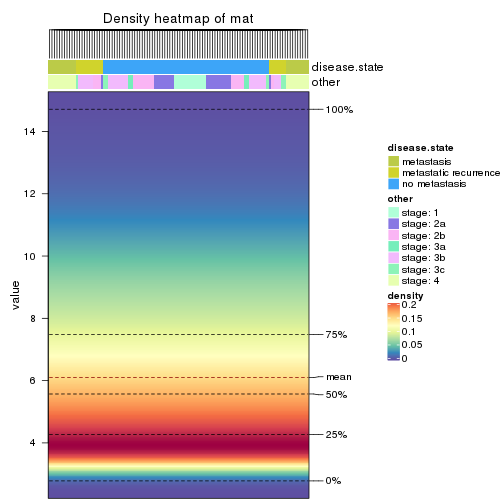 Density heatmap of mat
disease.state
other
100%
14
12
10
8
6
4
value
75%
mean
50%
25%
0%
disease.state
metastasis
metastatic recurrence
no metastasis
other
stage: 1
stage: 2a
stage: 2b
stage: 3a
stage: 3b
stage: 3c
stage: 4
density
0.2
0.15
0.1
0.05
0